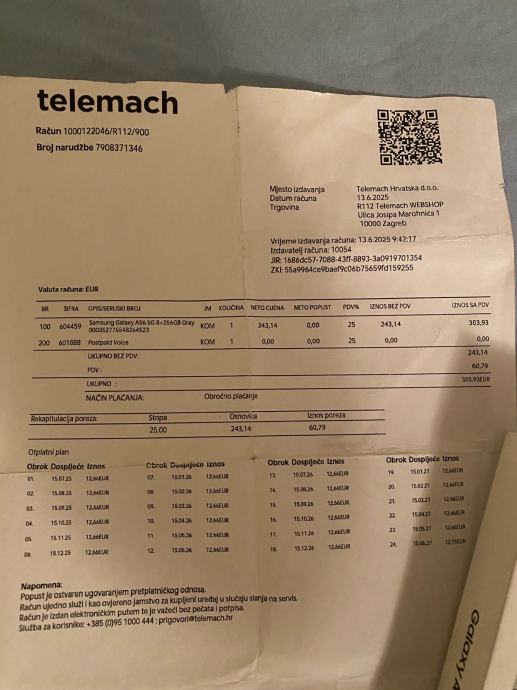 telemach
Račun 1000122046/R112/900
Broj narudžbe 7908371346
Mjesto izdavanja Telemach Hrvatska d.o.o.
Datum računa 13.6.2025
Trgovina R112 Telemach WEBSHOP
Ulica Josipa Marohnića 1
10000 Zagreb
Vrijeme izdavanja računa: 13.6.2025 9:42:17
Izdavatelj računa: 10054
JIR: 1686dc57-7088-43ff-8893-3a0919701354
ZKI: 55a9964ce9baef9c06b75659fd159255
Valuta računa: EUR
BR ŠIFRA OPIS/SERIJSKI BROJ JM KOLIČINA NETO CIJENA NETO POPUST PDV% IZNOS BEZ PDV IZNOS SA PDV
100 604459 Samsung Galaxy A56 5G 8+256GB Gray KOM 1 243,14 0,00 25 243,14 303,93
000352775548264523
200 601888 Postpaid Voice KOM 1 0,00 0,00 25 0,00 0,00
UKUPNO BEZ PDV: 243,14
PDV: 60,79
UKUPNO : 303,93EUR
NAČIN PLAĆANJA: Obročno plaćanje
Rekapitulacija poreza: Stopa Osnovica Iznos poreza
25,00 243,14 60,79
Otplatni plan
Obrok Dospijeće Iznos Obrok Dospijeće Iznos Obrok Dospijeće Iznos Obrok Dospijeće Iznos
01. 15.07.25 12,66EUR 07. 15.01.26 12,66EUR 13. 15.07.26 12,66EUR 19. 15.01.27 12,66EUR
02. 15.08.25 12,66EUR 08. 15.02.26 12,66EUR 14. 15.08.26 12,66EUR 20. 15.02.27 12,66EUR
03. 15.09.25 12,66EUR 09. 15.03.26 12,66EUR 15. 15.09.26 12,66EUR 21. 15.03.27 12,66EUR
04. 15.10.25 12,66EUR 10. 15.04.26 12,66EUR 16. 15.10.26 12,66EUR 22. 15.04.27 12,66EUR
05. 15.11.25 12,66EUR 11. 15.05.26 12,66EUR 17. 15.11.26 12,66EUR 23. 15.05.27 12,66EUR
06. 15.12.25 12,66EUR 12. 15.06.26 12,66EUR 18. 15.12.26 12,66EUR 24. 15.06.27 12,75EUR
Napomena:
Popust je ostvaren ugovaranjem pretplatničkog odnosa.
Račun ujedno služi i kao ovjereno jamstvo za kupljeni uređaj u slučaju slanja na servis.
Račun je izdan elektroničkim putem te je važeći bez pečata i potpisa.
Služba za korisnike: +385 (0)95 1000 444 ; prigovori@telemach.hr
Galaxy A